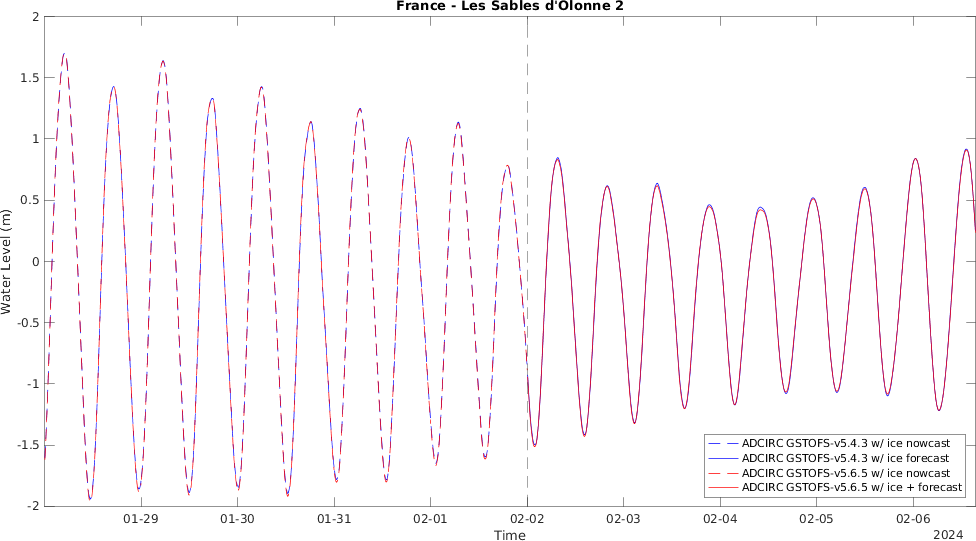 France - Les Sables d'Olonne 2
2
1.5
1
0.5
0
-0.5
-1
-1.5
-2
Water Level (m)
01-29 01-30 01-31 02-01 02-02 02-03 02-04 02-05 02-06
Time
2024
ADCIRC GSTOFS-v5.4.3 w/ ice nowcast
ADCIRC GSTOFS-v5.4.3 w/ ice forecast
ADCIRC GSTOFS-v5.6.5 w/ ice nowcast
ADCIRC GSTOFS-v5.6.5 w/ ice + forecast